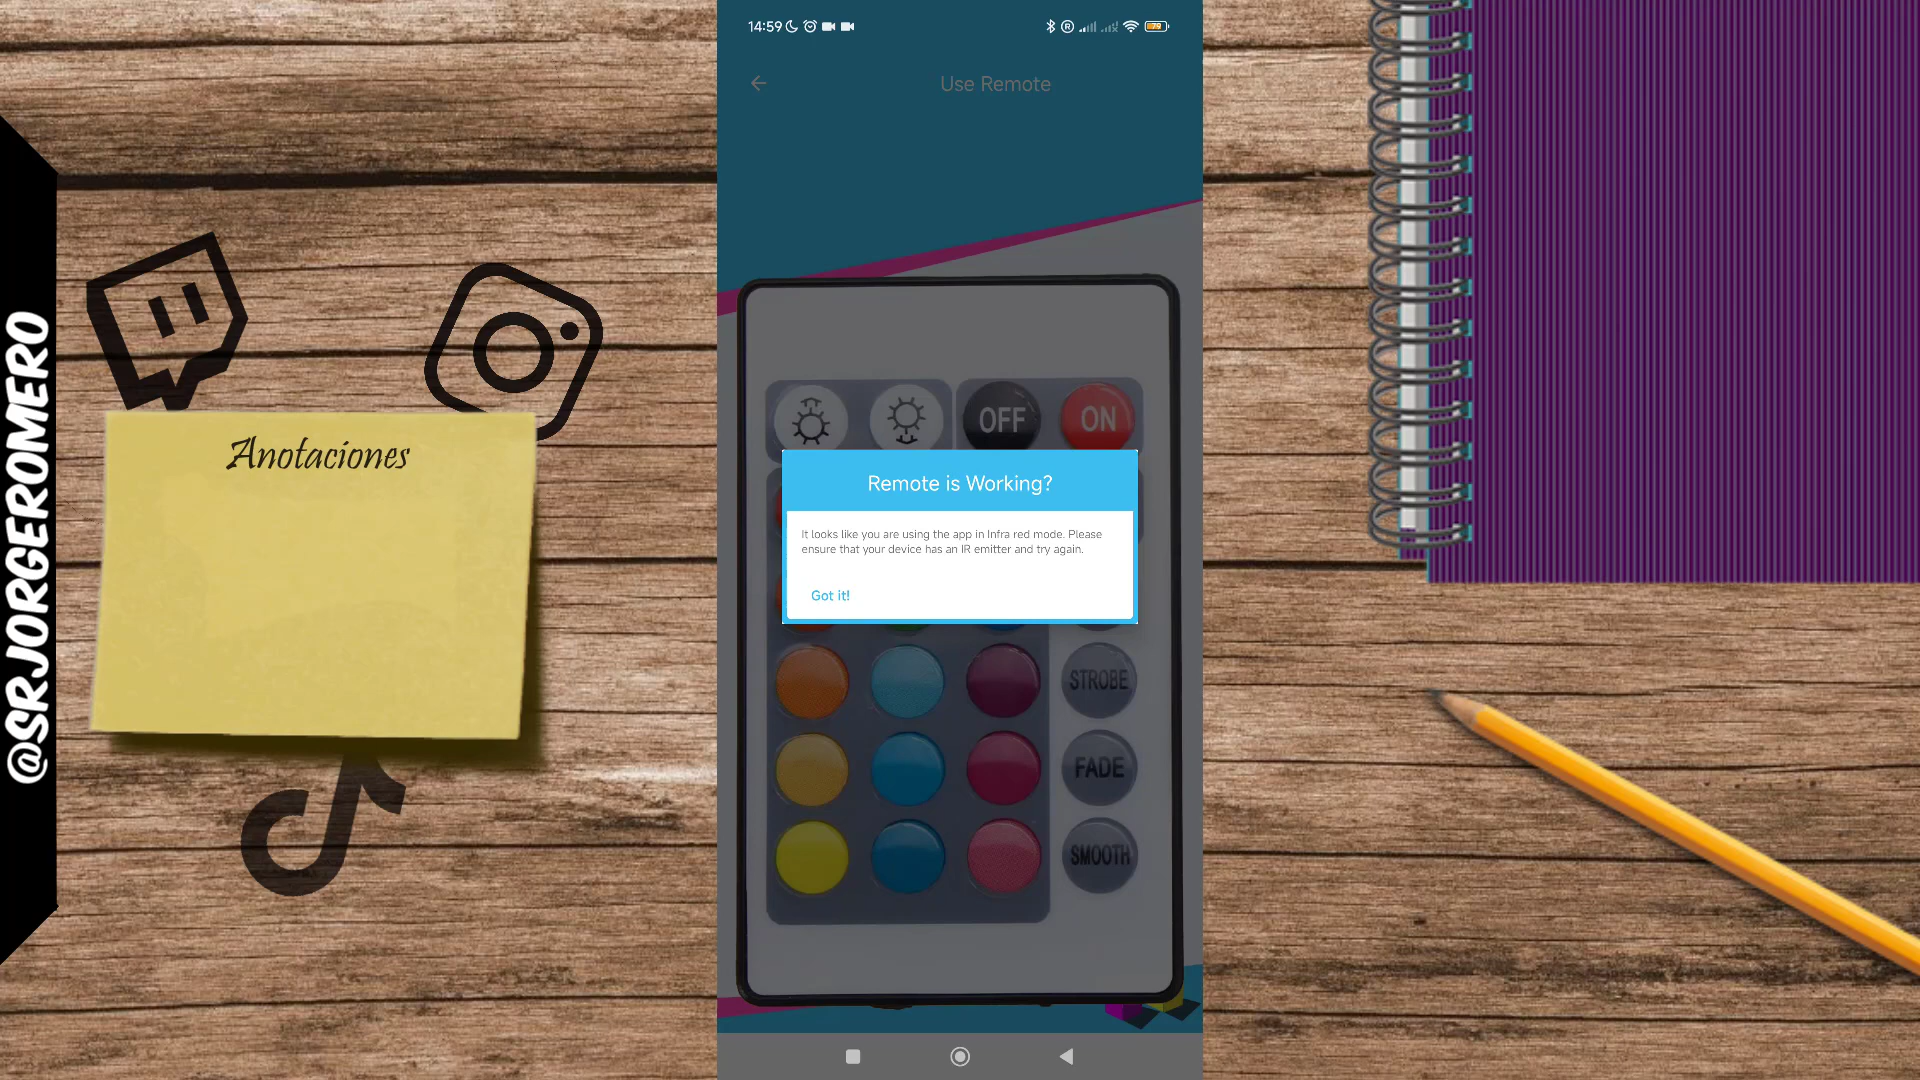 14:59
79
Use Remote
OFF
ON
Remote is Working?
It looks like you are using the app in Infra red mode. Please
ensure that your device has an IR emitter and try again.
Got it!
STROBE
FADE
SMOOTH
Anotaciones
@SRJORGEROMERO